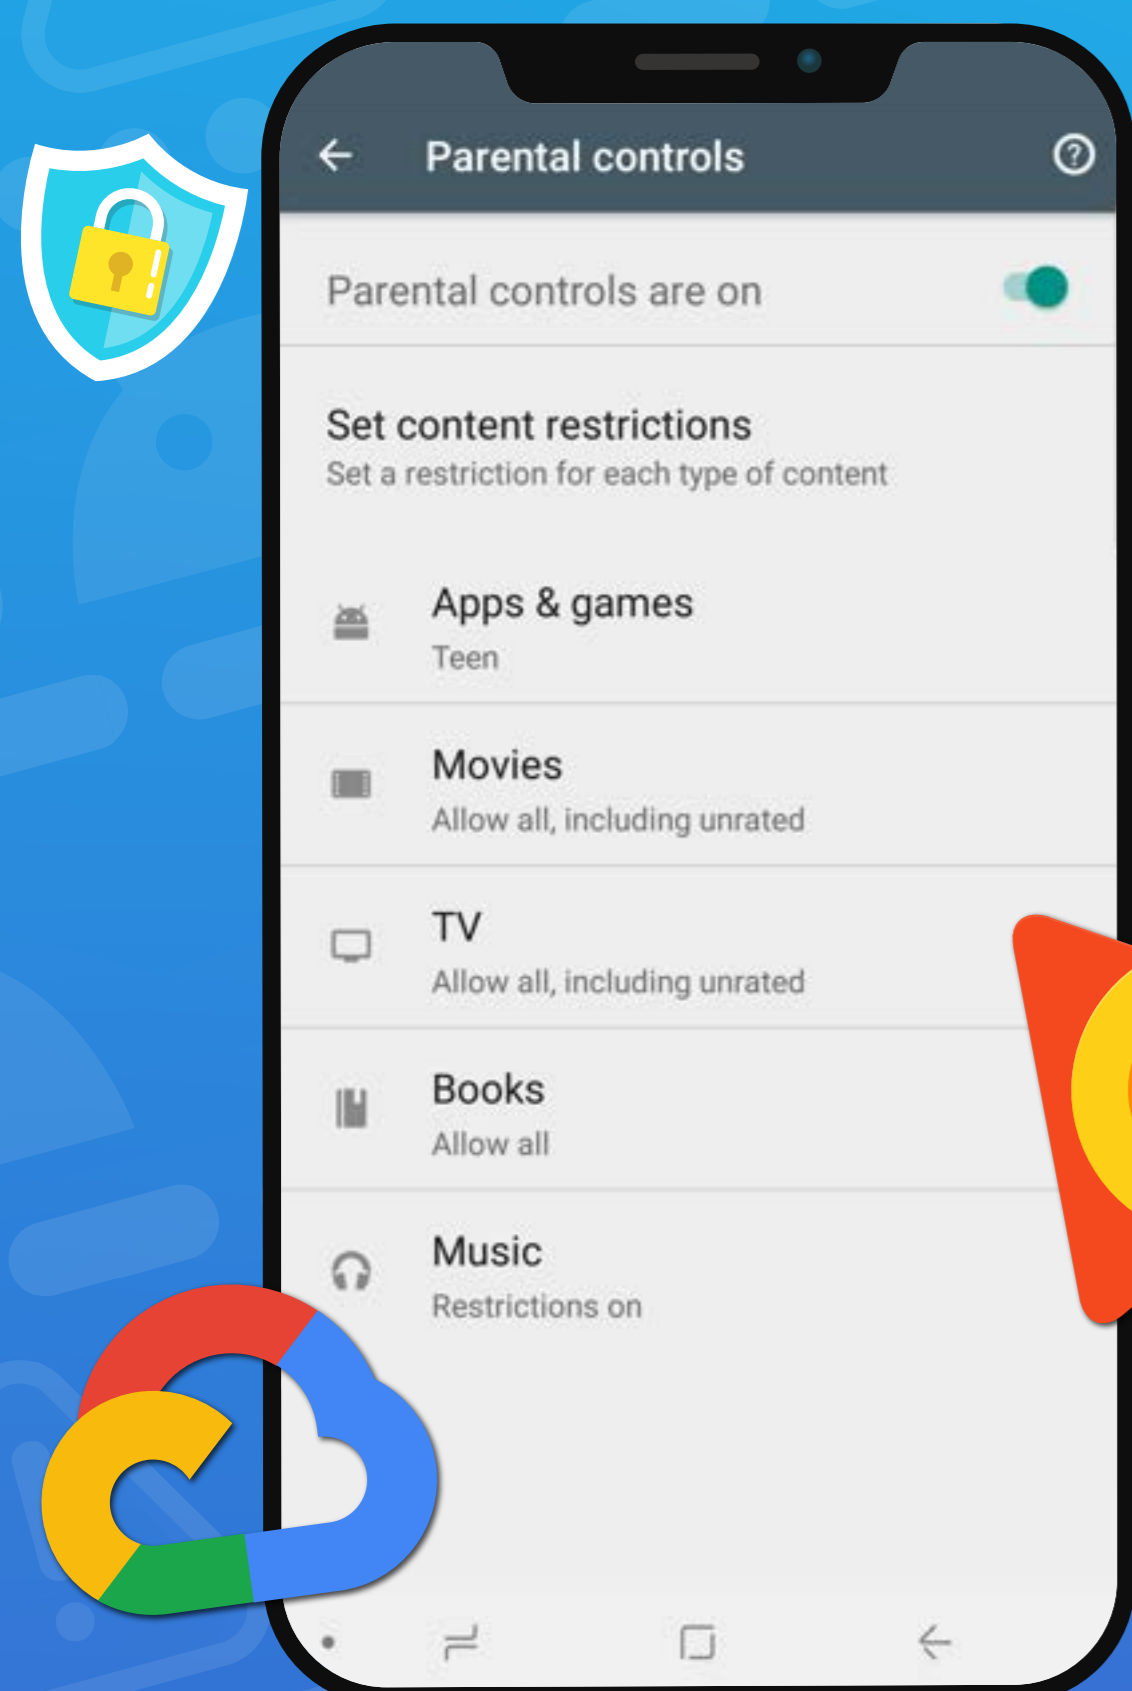 Parental controls
Parental controls are on
Set content restrictions
Set a restriction for each type of content
Apps & games
Teen
Movies
Allow all, including unrated
TV
Allow all, including unrated
Books
Allow all
Music
Restrictions on